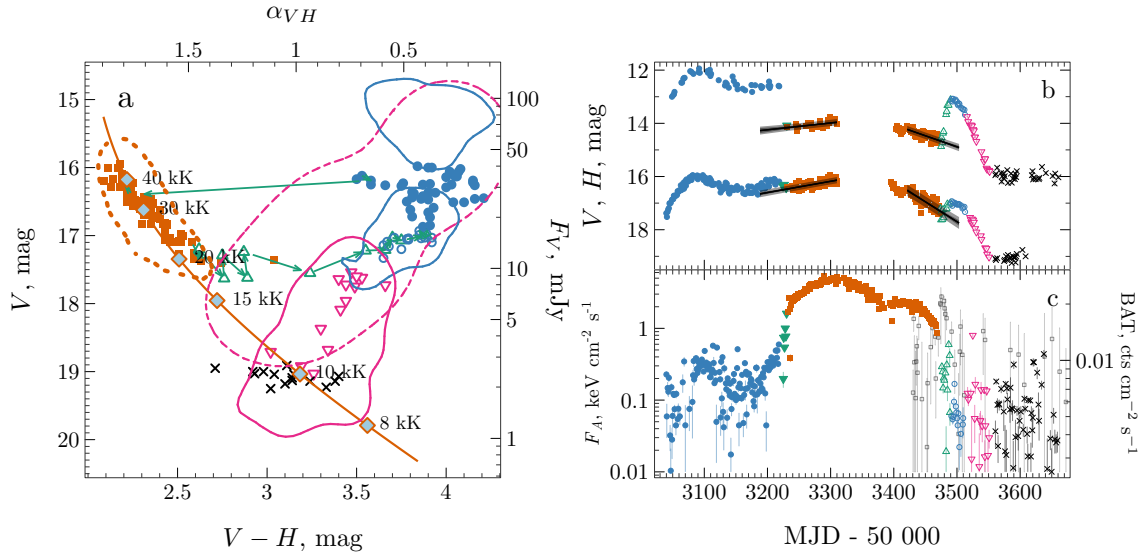 α_VH
1.5 1 0.5
a
15
16
17
18
19
20
V, mag
40 kK
30 kK
20 kK
15 kK
10 kK
8 kK
100
50
10
5
1
F_ν, mJy
2.5 3 3.5 4
V − H, mag
b
12
14
16
18
V, H, mag
c
1
0.1
0.01
F_A, keV cm⁻² s⁻¹
0.01
BAT, cts cm⁻² s⁻¹
3100 3200 3300 3400 3500 3600
MJD - 50 000